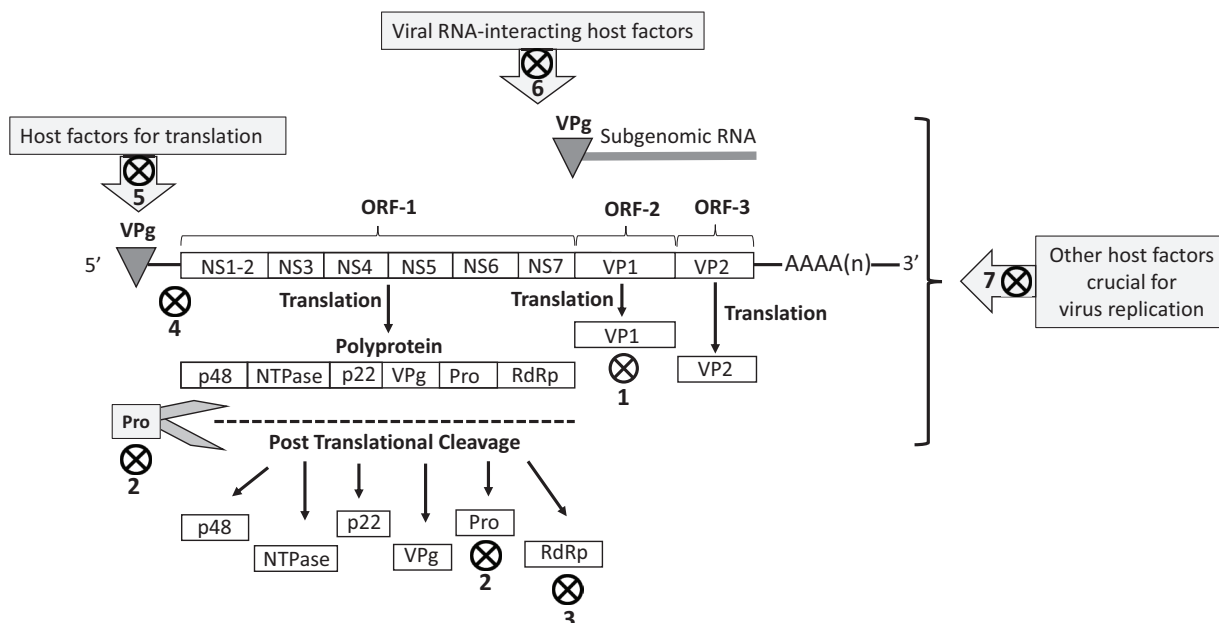 Viral RNA-interacting host factors
6
VPg
Subgenomic RNA
Host factors for translation
5
VPg
ORF-1
ORF-2
ORF-3
5’
NS1-2 NS3 NS4 NS5 NS6 NS7 VP1 VP2
AAAA(n)
3’
7
Other host factors
crucial for
virus replication
4
Translation
Translation
Translation
VP1
1
VP2
Polyprotein
p48 NTPase p22 VPg Pro RdRp
Pro
2
Post Translational Cleavage
p48
NTPase
p22
VPg
Pro
2
RdRp
3